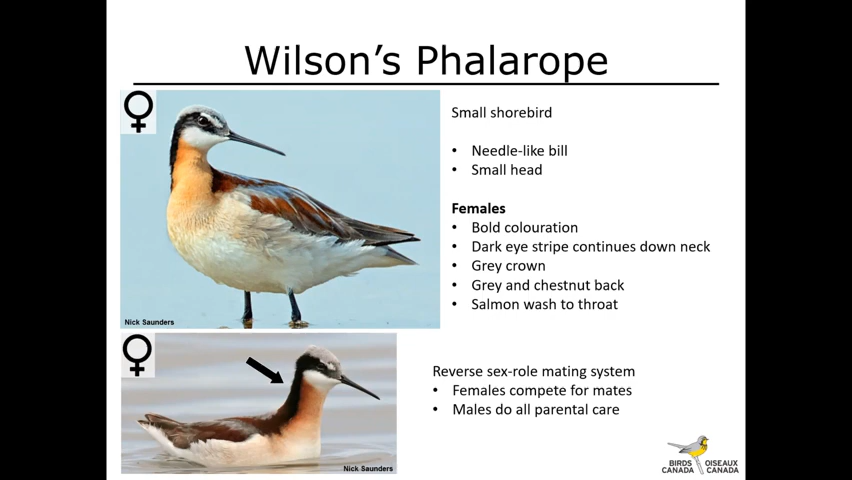 Wilson’s Phalarope
Small shorebird
• Needle-like bill
• Small head
Females
• Bold colouration
• Dark eye stripe continues down neck
• Grey crown
• Grey and chestnut back
• Salmon wash to throat
Nick Saunders
Reverse sex-role mating system
• Females compete for mates
• Males do all parental care
Nick Saunders
BIRDS CANADA
OISEAUX CANADA